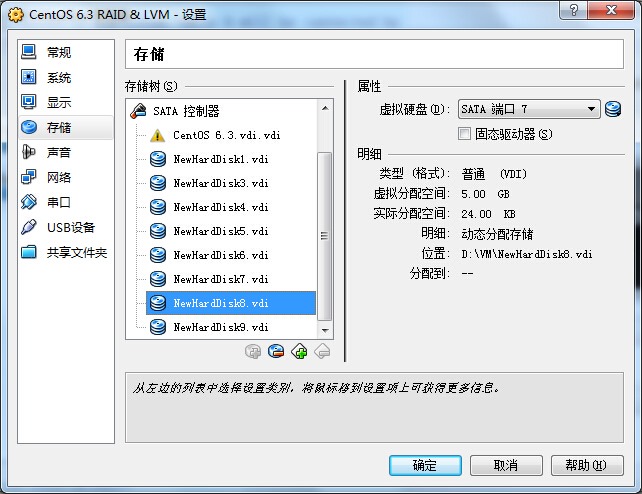 CentOS 6.3 RAID & LVM - 设置
常规
系统
显示
存储
声音
网络
串口
USB设备
共享文件夹
存储
存储树(S)
SATA 控制器
CentOS 6.3.vdi.vdi
NewHardDisk1.vdi
NewHardDisk3.vdi
NewHardDisk4.vdi
NewHardDisk5.vdi
NewHardDisk6.vdi
NewHardDisk7.vdi
NewHardDisk8.vdi
NewHardDisk9.vdi
属性
虚拟硬盘(D): SATA 端口 7
固态驱动器(S)
明细
类型 (格式): 普通 (VDI)
虚拟分配空间: 5.00 GB
实际分配空间: 24.00 KB
明细: 动态分配存储
位置: D:\VM\NewHardDisk8.vdi
分配到: --
从左边的列表中选择设置类别，将鼠标移到设置项上可获得更多信息。
确定
取消
帮助(H)